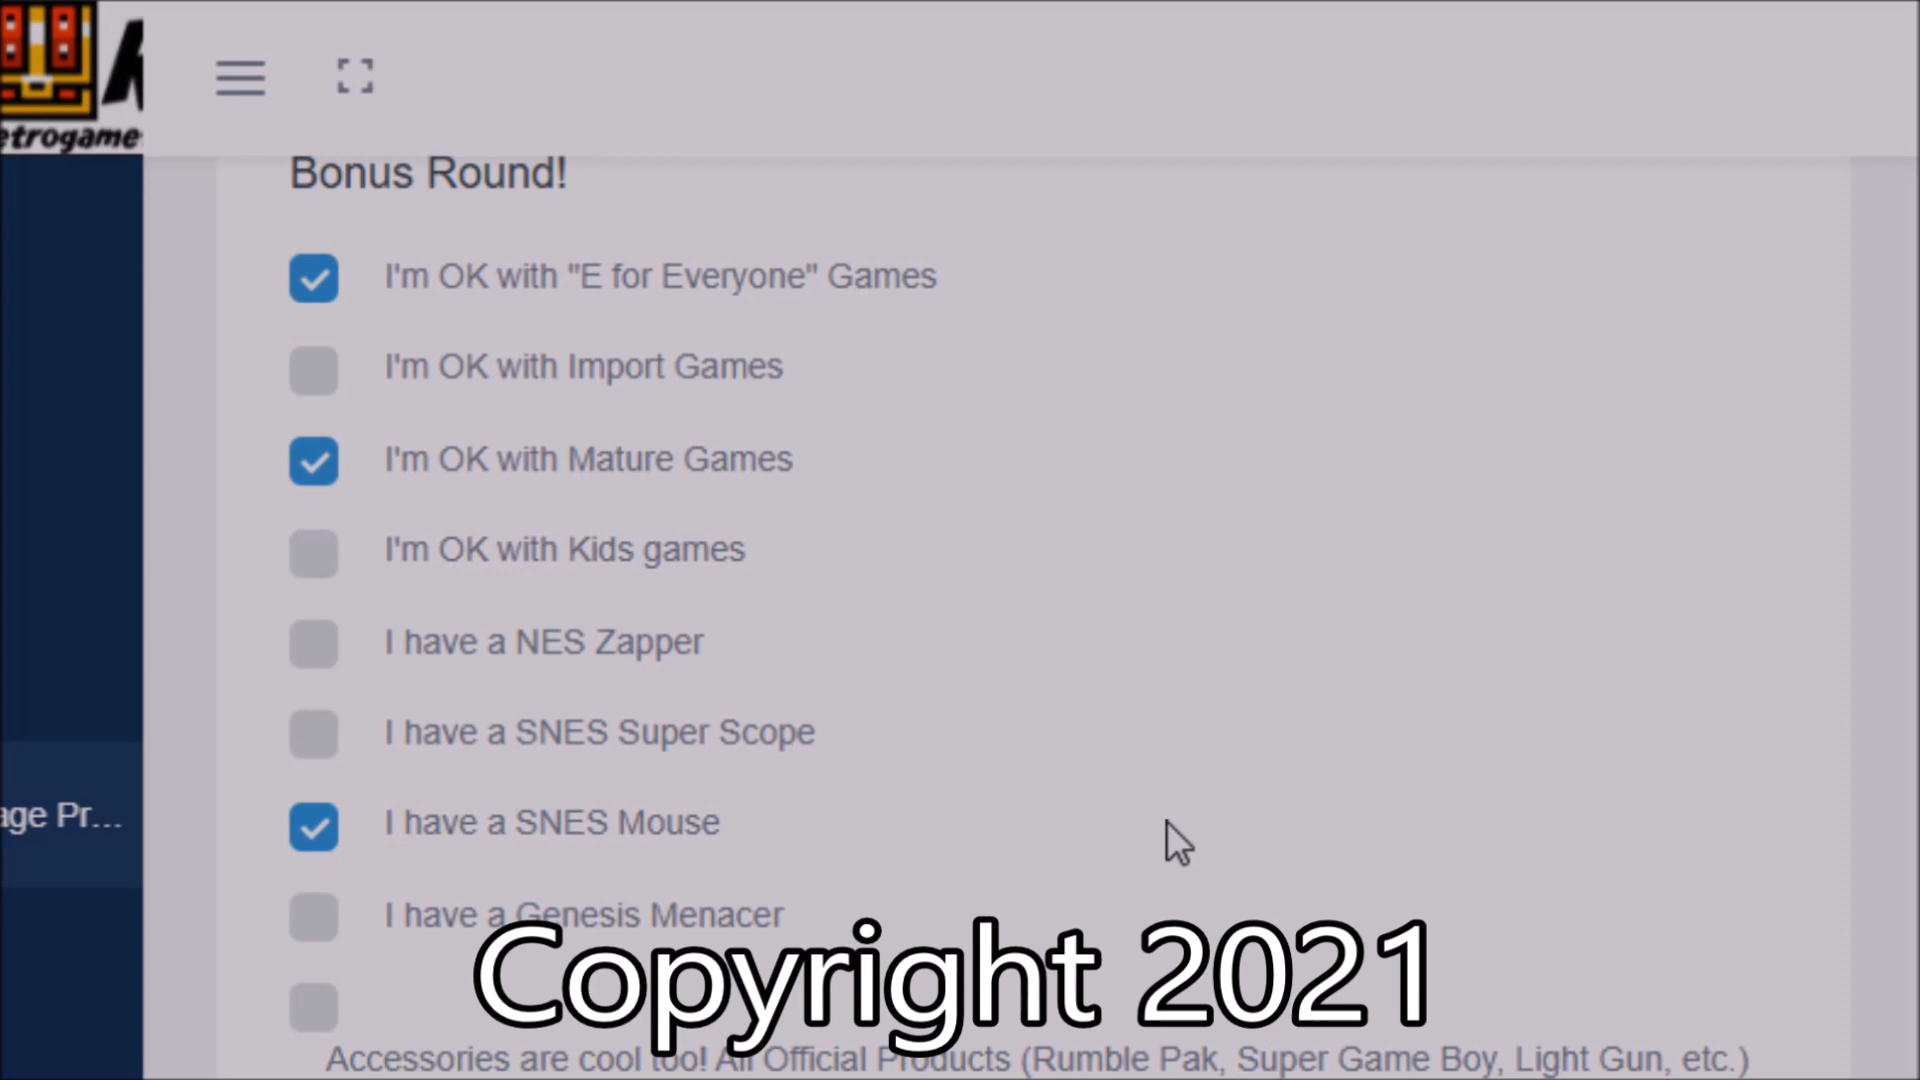 etrogame
Bonus Round!
I'm OK with "E for Everyone" Games
I'm OK with Import Games
I'm OK with Mature Games
I'm OK with Kids games
I have a NES Zapper
I have a SNES Super Scope
age Pr...
I have a SNES Mouse
I have a Genesis Menacer
Copyright 2021
Accessories are cool too! All Official Products (Rumble Pak, Super Game Boy, Light Gun, etc.)